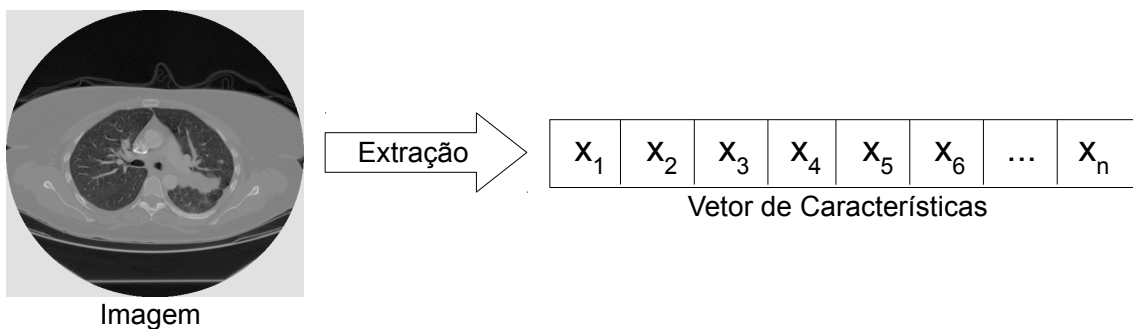 Imagem
Extração
x1 x2 x3 x4 x5 x6 ... xn
Vetor de Características